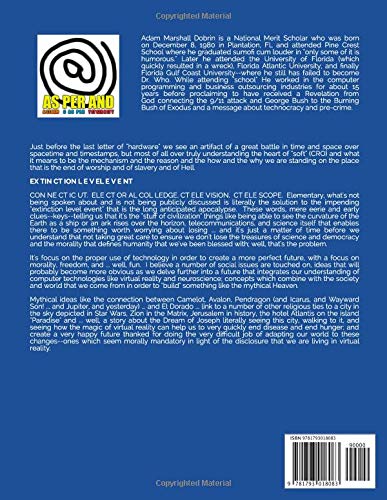 Adam Marshall Dobrin is a National Merit Scholar who was born
on December 8, 1980 in Plantation, FL and attended Pine Crest
School where he graduated sumofi cum laudor in "only some of it is
humorous." Later he attended the University of Florida (which
quickly resulted in a wreck), Florida Atlantic University, and finally
Florida Gulf Coast University--where he still has failed to become
or Dr. Who. While attending "school" He worked in the computer
programming and business outsourcing industries for about 15
years before proclaiming to have received a Revelation from
God connecting the 9/11 attack and George Bush to the Burning
Bush of Exodus and a message about technology and pre-crime.
AS PER AND
Just before the last letter of "hardware" we see an artifact of a great battle in time and space over
spacetime and timestamps, but most of all over truly understanding the heart of "soft" (CRO) and what
it means to be the mechanism and the reason and the how and the why we are standing on the place
that is the end of worship and of slavery and of Hell.
EXTINCTION L EVEL EVENT
CON NE CT IC UT. ELE CT OR AL COL LEDGE, CT ELE VISION. CT ELE SCOPE. Elementary; what's not
being spoken about and is not being publicly discussed is literally the solution to the impending
"extinction level event" that is the long anticipated apocalypse. These words, mere eerie and early
clues--keys--telling us that it's the "stuff of civilization" things like being able to see the curvature of the
Earth as a ship or an ark rises over the horizon, telecommunications, and science itself that enables
there to be something worth worrying about losing ... and it's just a matter of time before we
understand that not taking great care to ensure we don't lose the treasures of science and democracy
and the morality that defines humanity that we've been blessed with; well, that's the problem.
It's focus on the proper use of technology in order to create a more perfect future, with a focus on
morality, freedom, and ... well, fun. I believe a number of social issues are touched on, ideas that will
probably become more obvious as we delve further into a future that integrates our understanding of
computer technologies like virtual reality and neuroscience; concepts which combine with the society
and world that we come from in order to "build" something like the mythical Heaven.
Mythical ideas like the connection between Camelot, Avalon, Pendragon (and Icarus, and Wayward
Son! ... and Jupitor, and yesterday) ... and El Dorado ... link to a number of other religious ties to a city
in the sky depicted in Star Wars, Zion in the Matrix, Jerusalem in history, the hotel Atlantis on the island
"Paradise" and ... well, a story about the Dream of Joseph literally seeing this city, walking to it, and
seeing how the magic of virtual reality can help us to very quickly end disease and end hunger; and
create a very happy future thanked for doing the very difficult job of adapting our world to these
changes--ones which seem morally mandatory in light of the disclosure that we are living in virtual
reality.
ISBN 9781793018083
90000
9 781793 018083